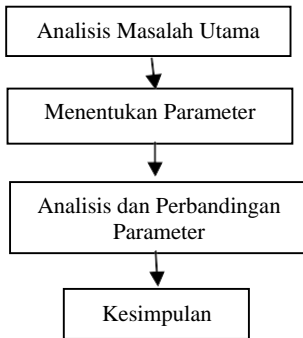 Analisis Masalah Utama
Menentukan Parameter
Analisis dan Perbandingan
Parameter
Kesimpulan